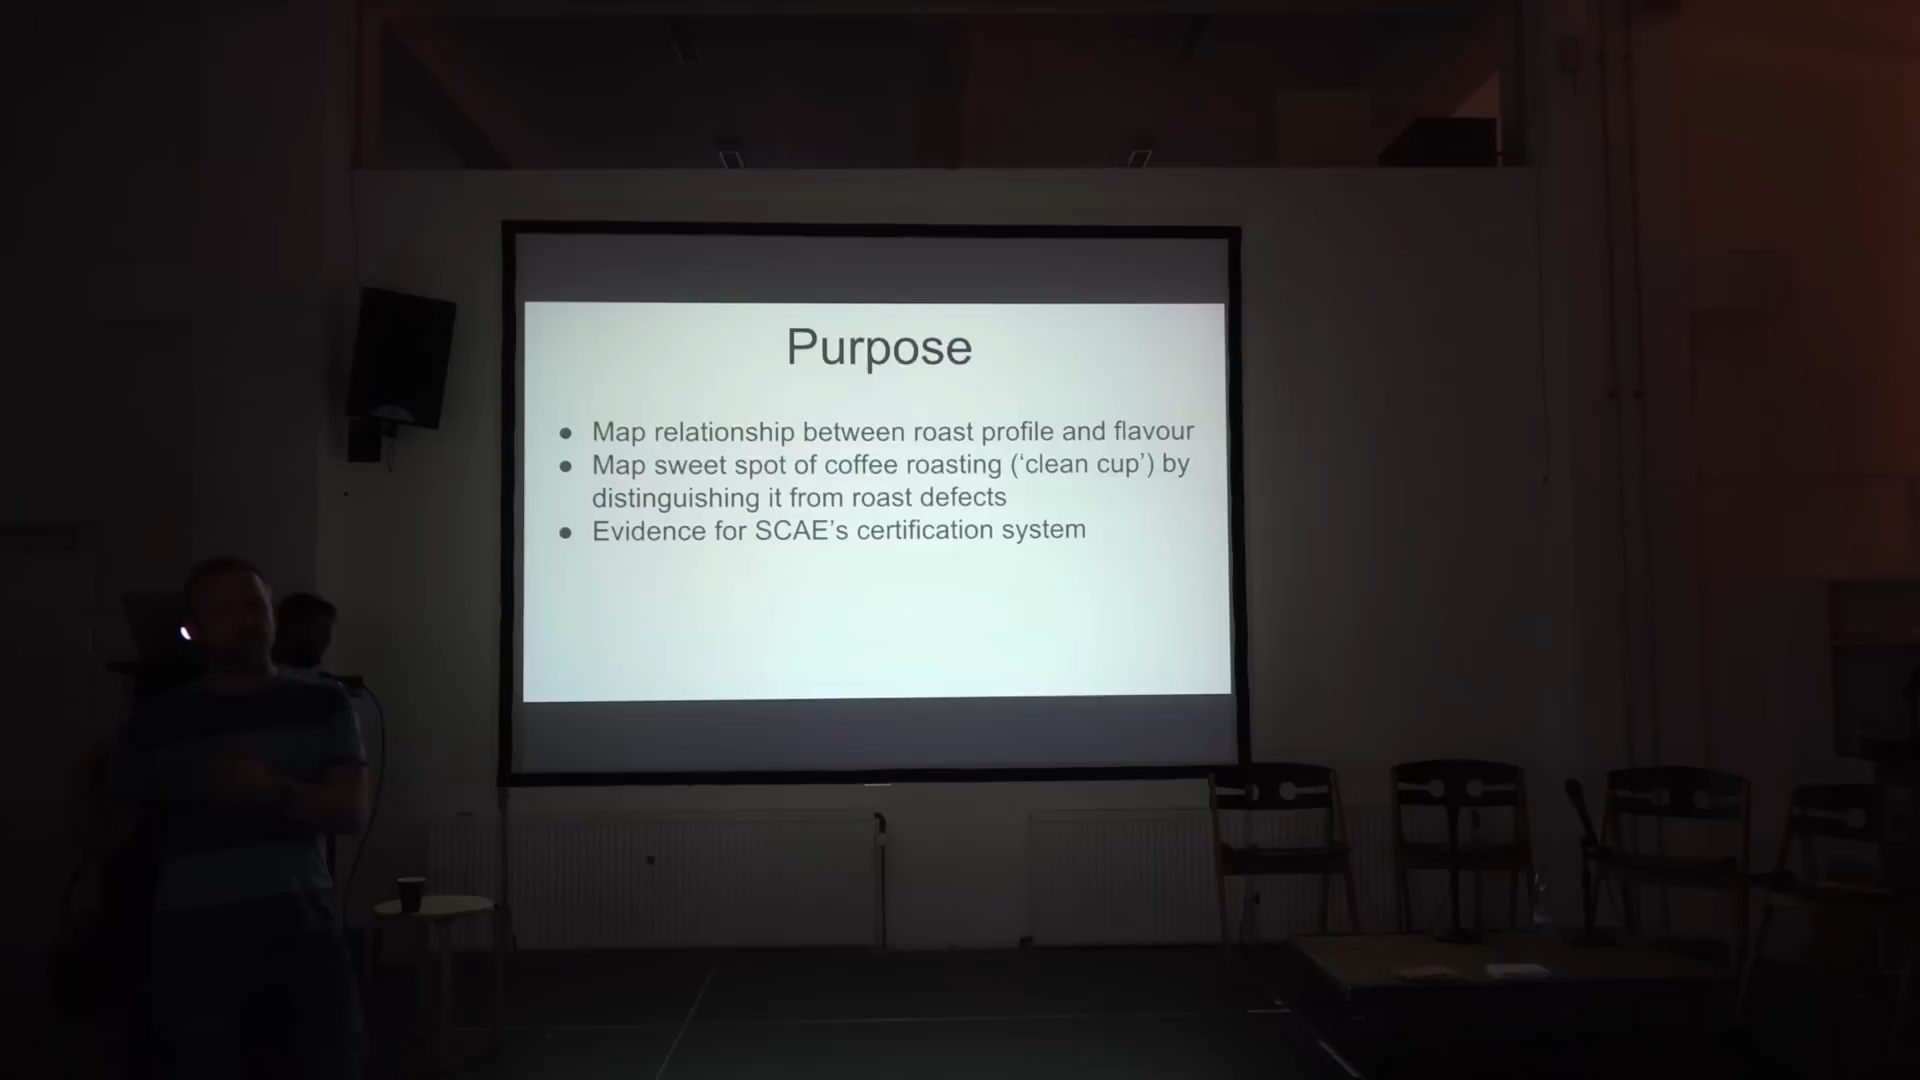 Purpose
● Map relationship between roast profile and flavour
● Map sweet spot of coffee roasting (‘clean cup’) by
distinguishing it from roast defects
● Evidence for SCAE’s certification system